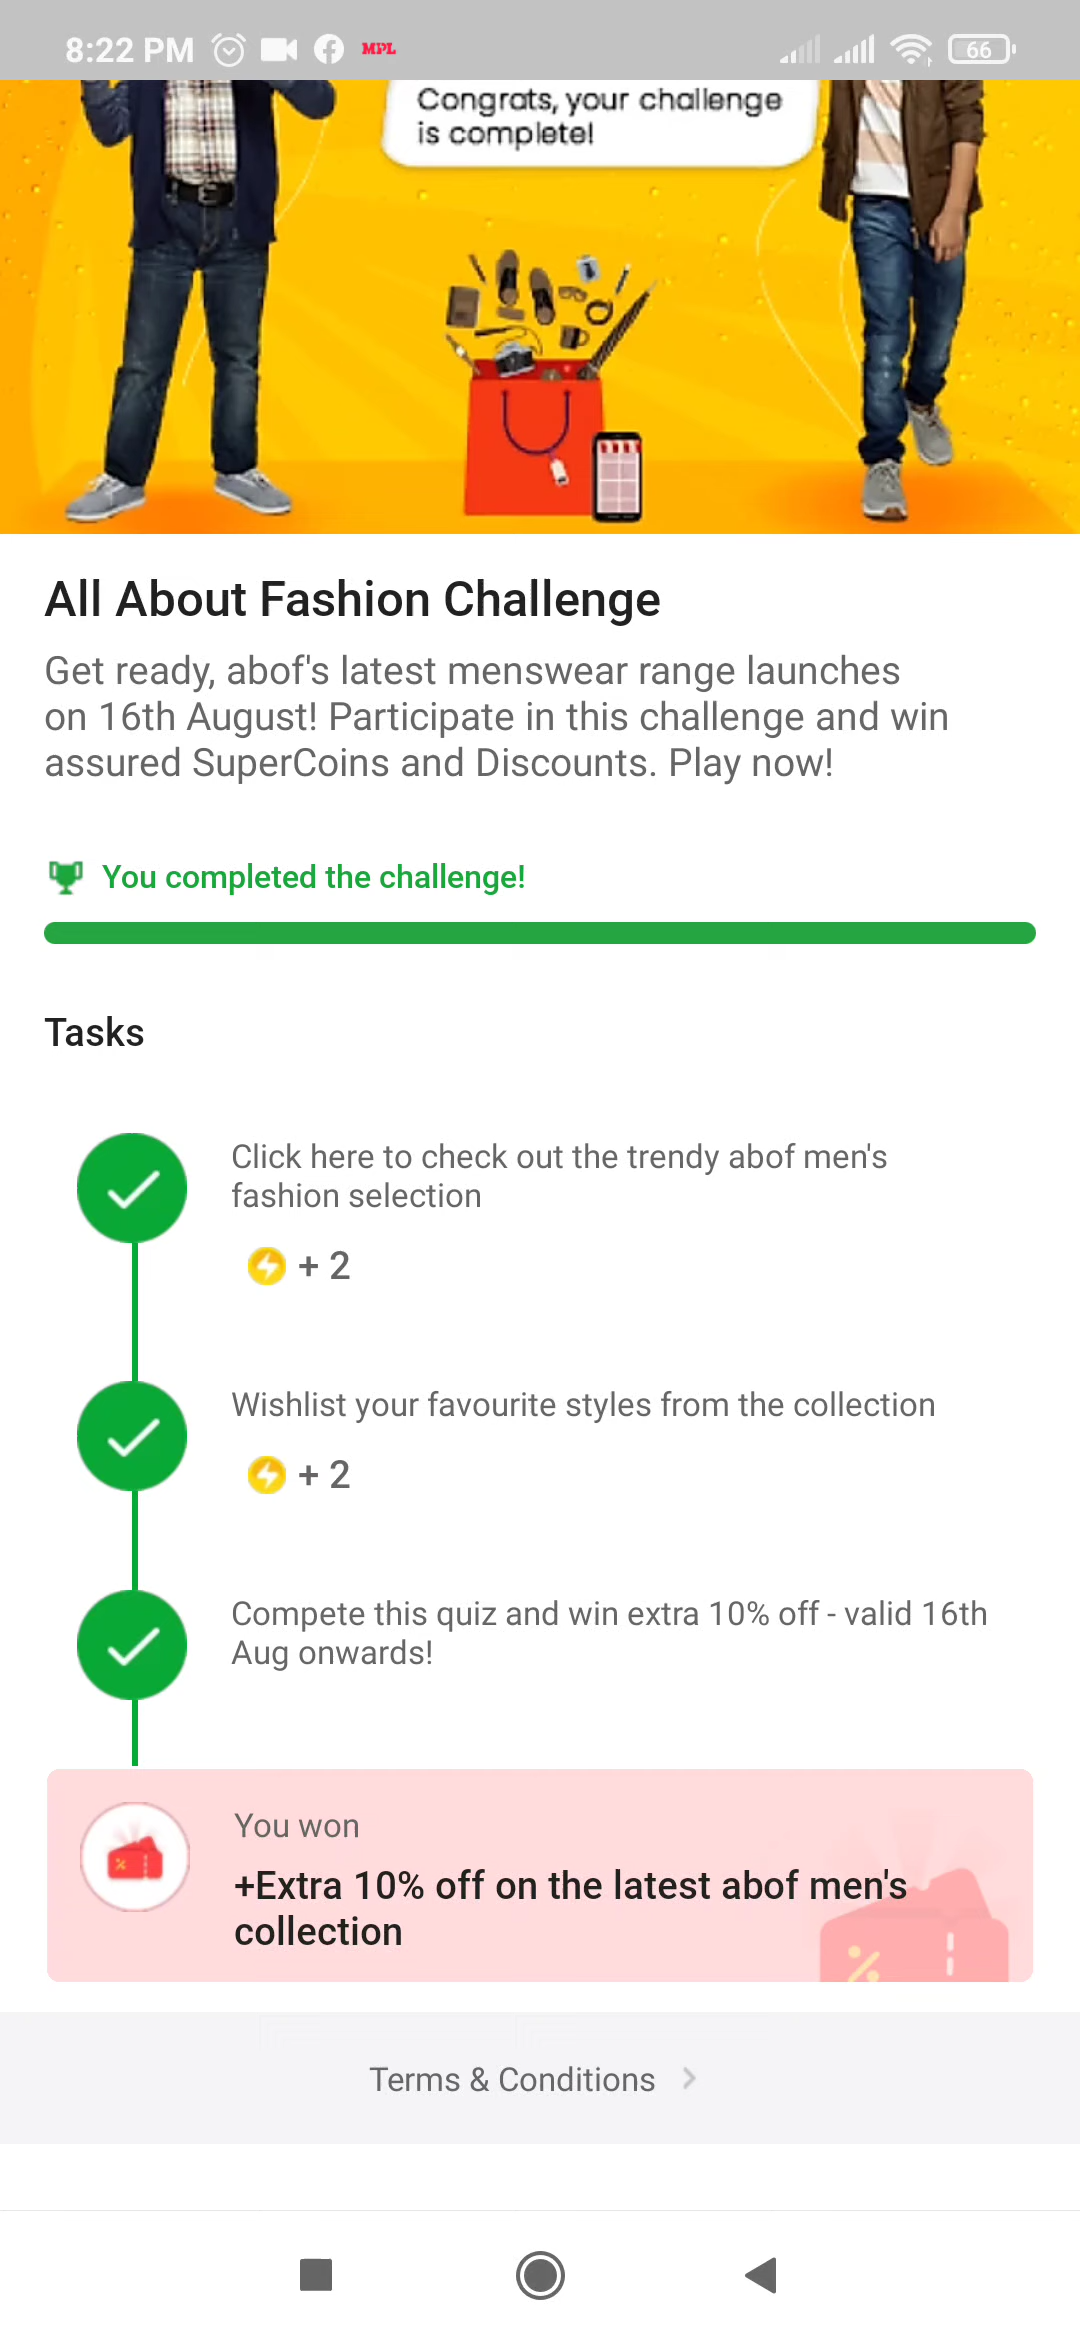 8:22 PM MPL 66
Congrats, your challenge
is complete!
All About Fashion Challenge
Get ready, abof's latest menswear range launches
on 16th August! Participate in this challenge and win
assured SuperCoins and Discounts. Play now!
You completed the challenge!
Tasks
Click here to check out the trendy abof men's
fashion selection
+ 2
Wishlist your favourite styles from the collection
+ 2
Compete this quiz and win extra 10% off - valid 16th
Aug onwards!
You won
+Extra 10% off on the latest abof men's
collection
Terms & Conditions